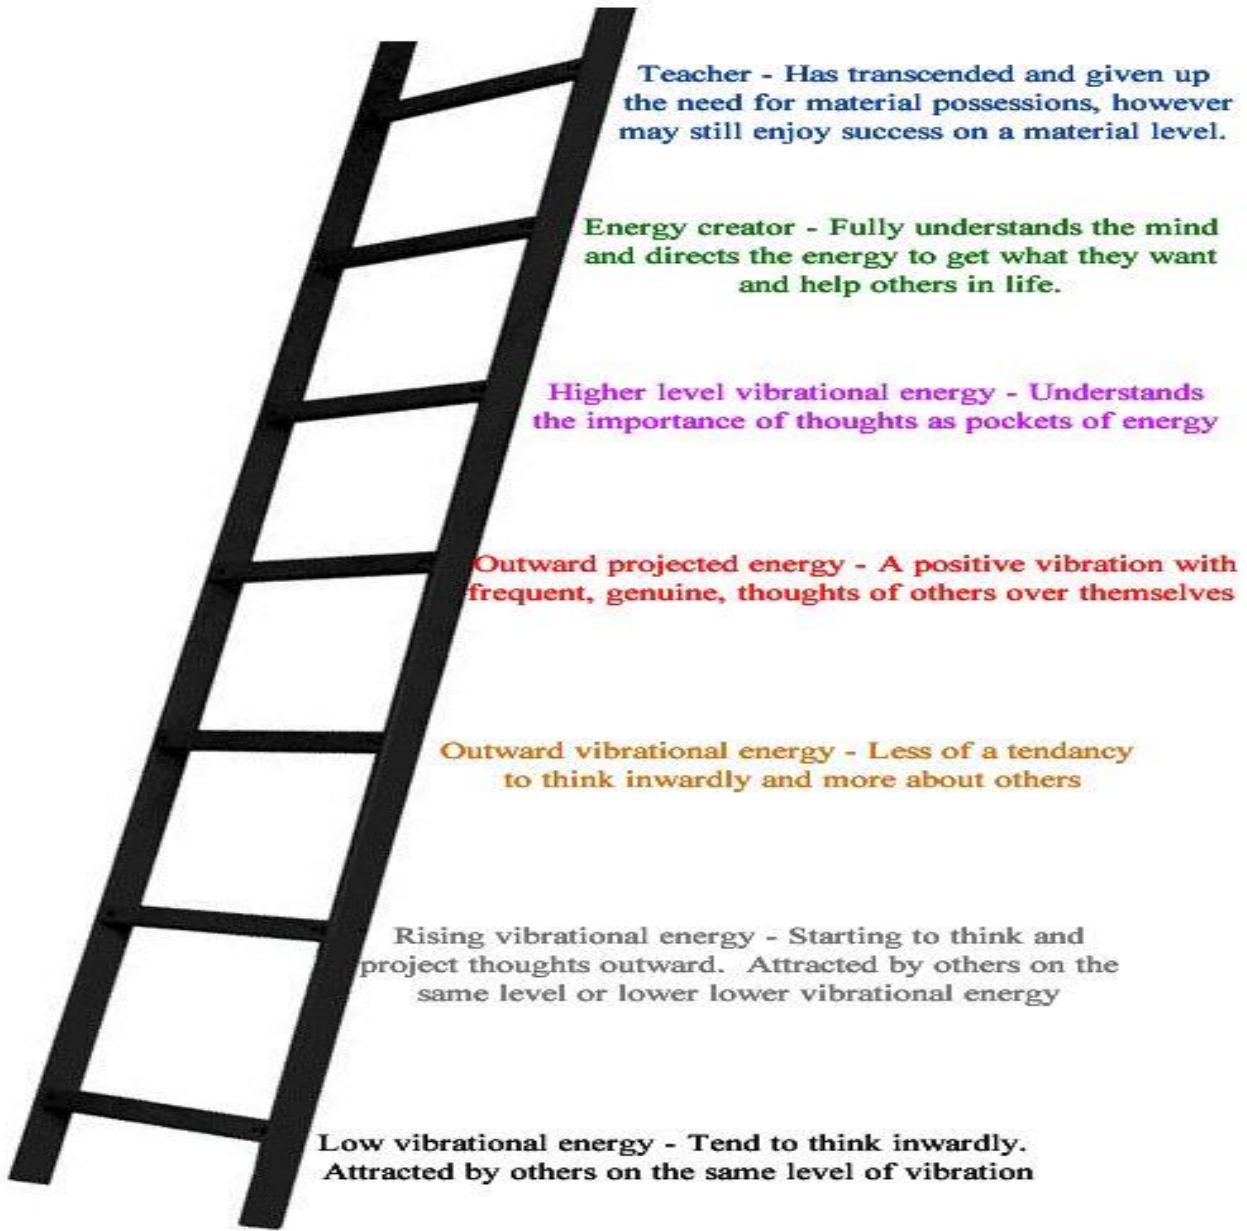 Teacher - Has transcended and given up
the need for material possessions, however
may still enjoy success on a material level.
Energy creator - Fully understands the mind
and directs the energy to get what they want
and help others in life.
Higher level vibrational energy - Understands
the importance of thoughts as pockets of energy
Outward projected energy - A positive vibration with
frequent, genuine, thoughts of others over themselves
Outward vibrational energy - Less of a tendancy
to think inwardly and more about others
Rising vibrational energy - Starting to think and
project thoughts outward.  Attracted by others on the
same level or lower lower vibrational energy
Low vibrational energy - Tend to think inwardly.
Attracted by others on the same level of vibration